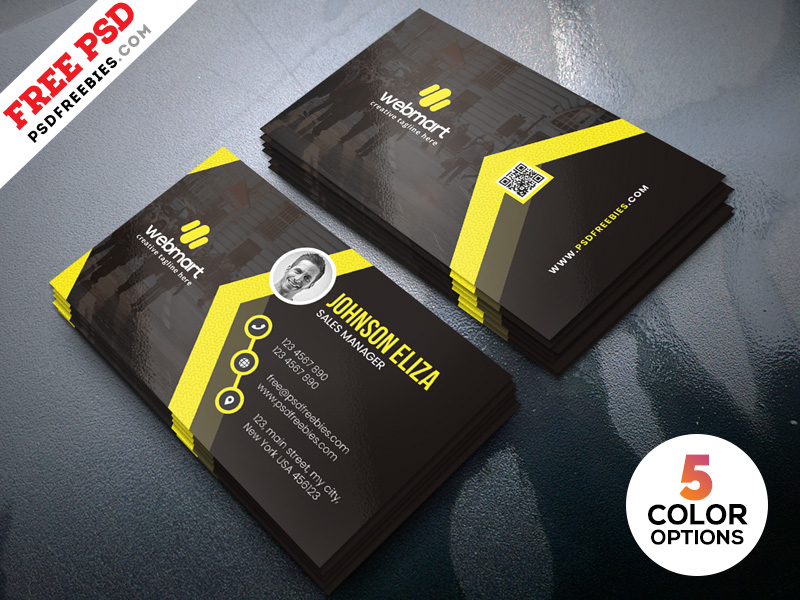 FREE PSD
PSDFREEBIES.COM
webmart
creative tagline here
WWW.PSDFREEBIES.COM
webmart
creative tagline here
JOHNSON ELIZA
SALES MANAGER
123 4567 890
123 4567 890
free@psdfreebies.com
www.psdfreebies.com
123, main street, my city,
New York USA 456123
5
COLOR
OPTIONS